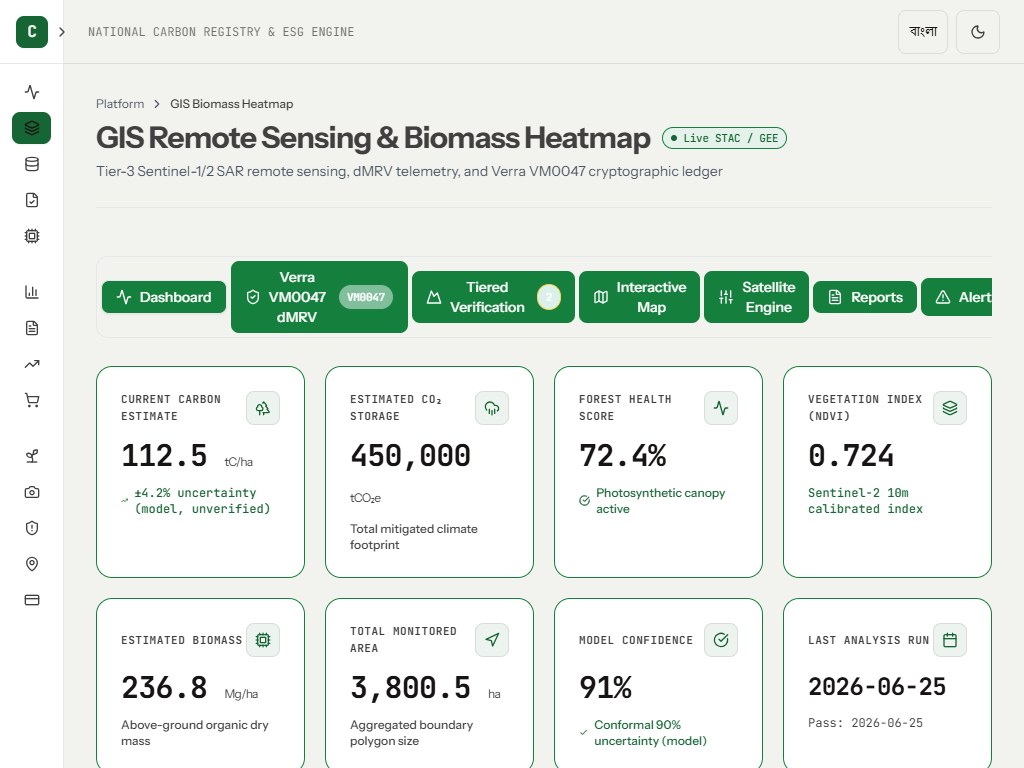 C
NATIONAL CARBON REGISTRY & ESG ENGINE
বাংলা
Platform
GIS Biomass Heatmap
GIS Remote Sensing & Biomass Heatmap
Live STAC / GEE
Tier-3 Sentinel-1/2 SAR remote sensing, dMRV telemetry, and Verra VM0047 cryptographic ledger
Dashboard
Verra
VM0047
dMRV
VM0047
Tiered
Verification
2
Interactive
Map
Satellite
Engine
Reports
Alert
CURRENT CARBON
ESTIMATE
112.5 tC/ha
±4.2% uncertainty
(model, unverified)
ESTIMATED CO₂
STORAGE
450,000
tCO₂e
Total mitigated climate
footprint
FOREST HEALTH
SCORE
72.4%
Photosynthetic canopy
active
VEGETATION INDEX
(NDVI)
0.724
Sentinel-2 10m
calibrated index
ESTIMATED BIOMASS
236.8 Mg/ha
Above-ground organic dry
mass
TOTAL MONITORED
AREA
3,800.5 ha
Aggregated boundary
polygon size
MODEL CONFIDENCE
91%
Conformal 90%
uncertainty (model)
LAST ANALYSIS RUN
2026-06-25
Pass: 2026-06-25